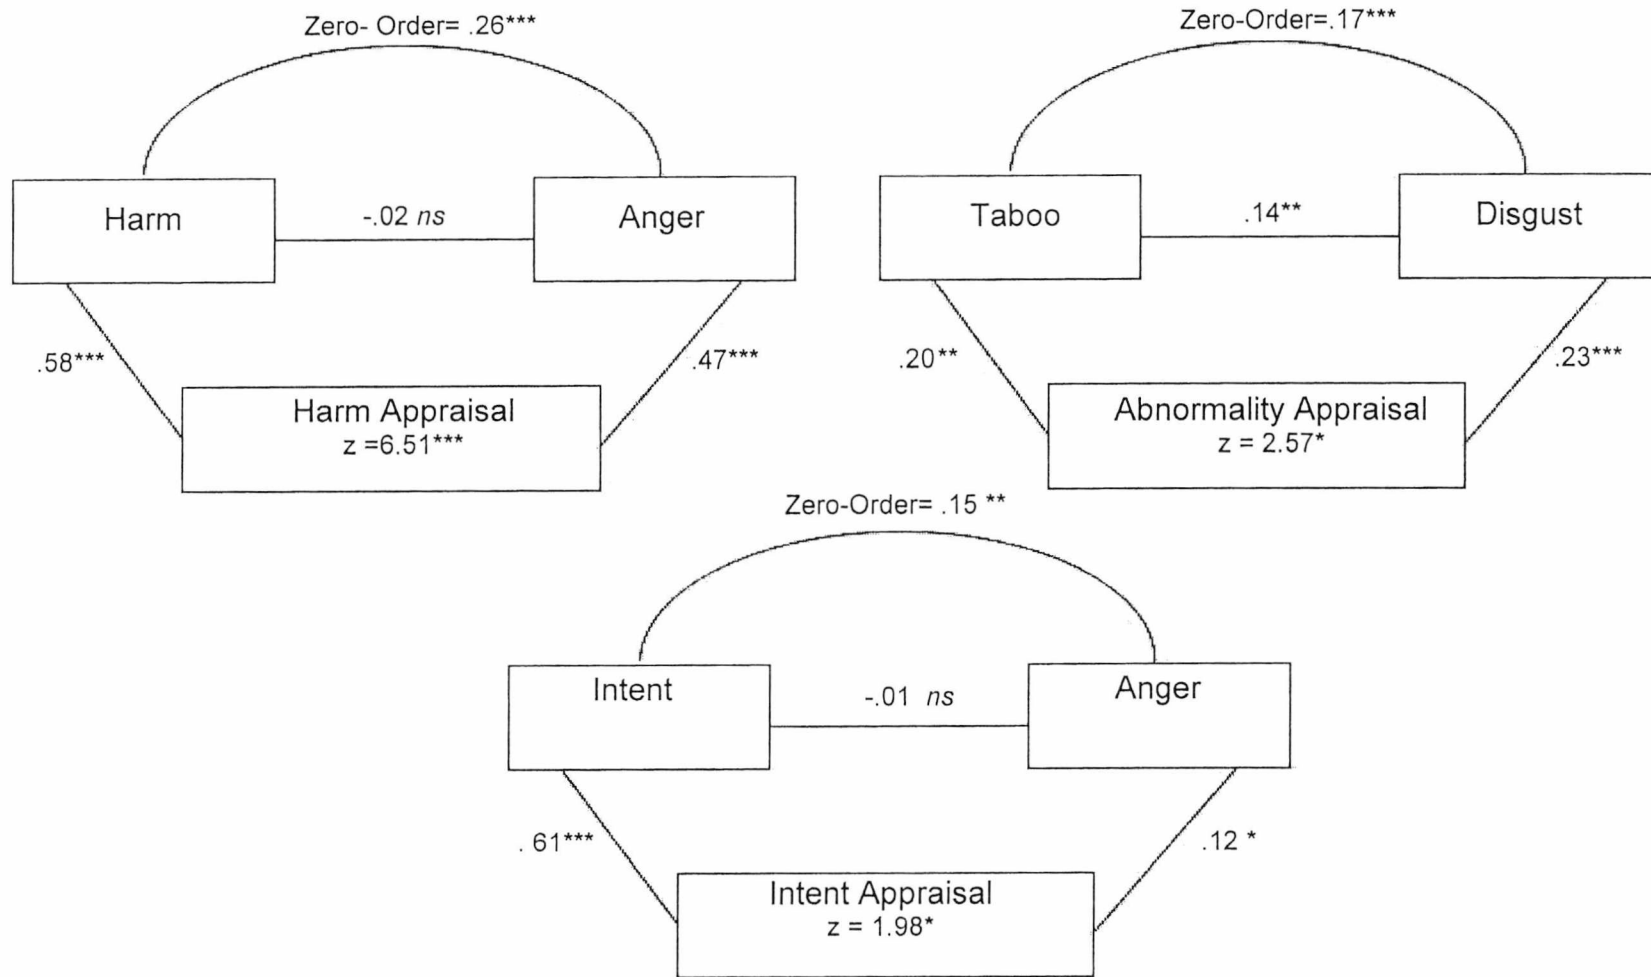 Zero- Order= .26***
Harm
-.02 ns
Anger
.58***
.47***
Harm Appraisal
z =6.51***
Zero-Order=.17***
Taboo
.14**
Disgust
.20**
.23***
Abnormality Appraisal
z = 2.57*
Zero-Order= .15 **
Intent
-.01 ns
Anger
. 61***
.12 *
Intent Appraisal
z = 1.98*